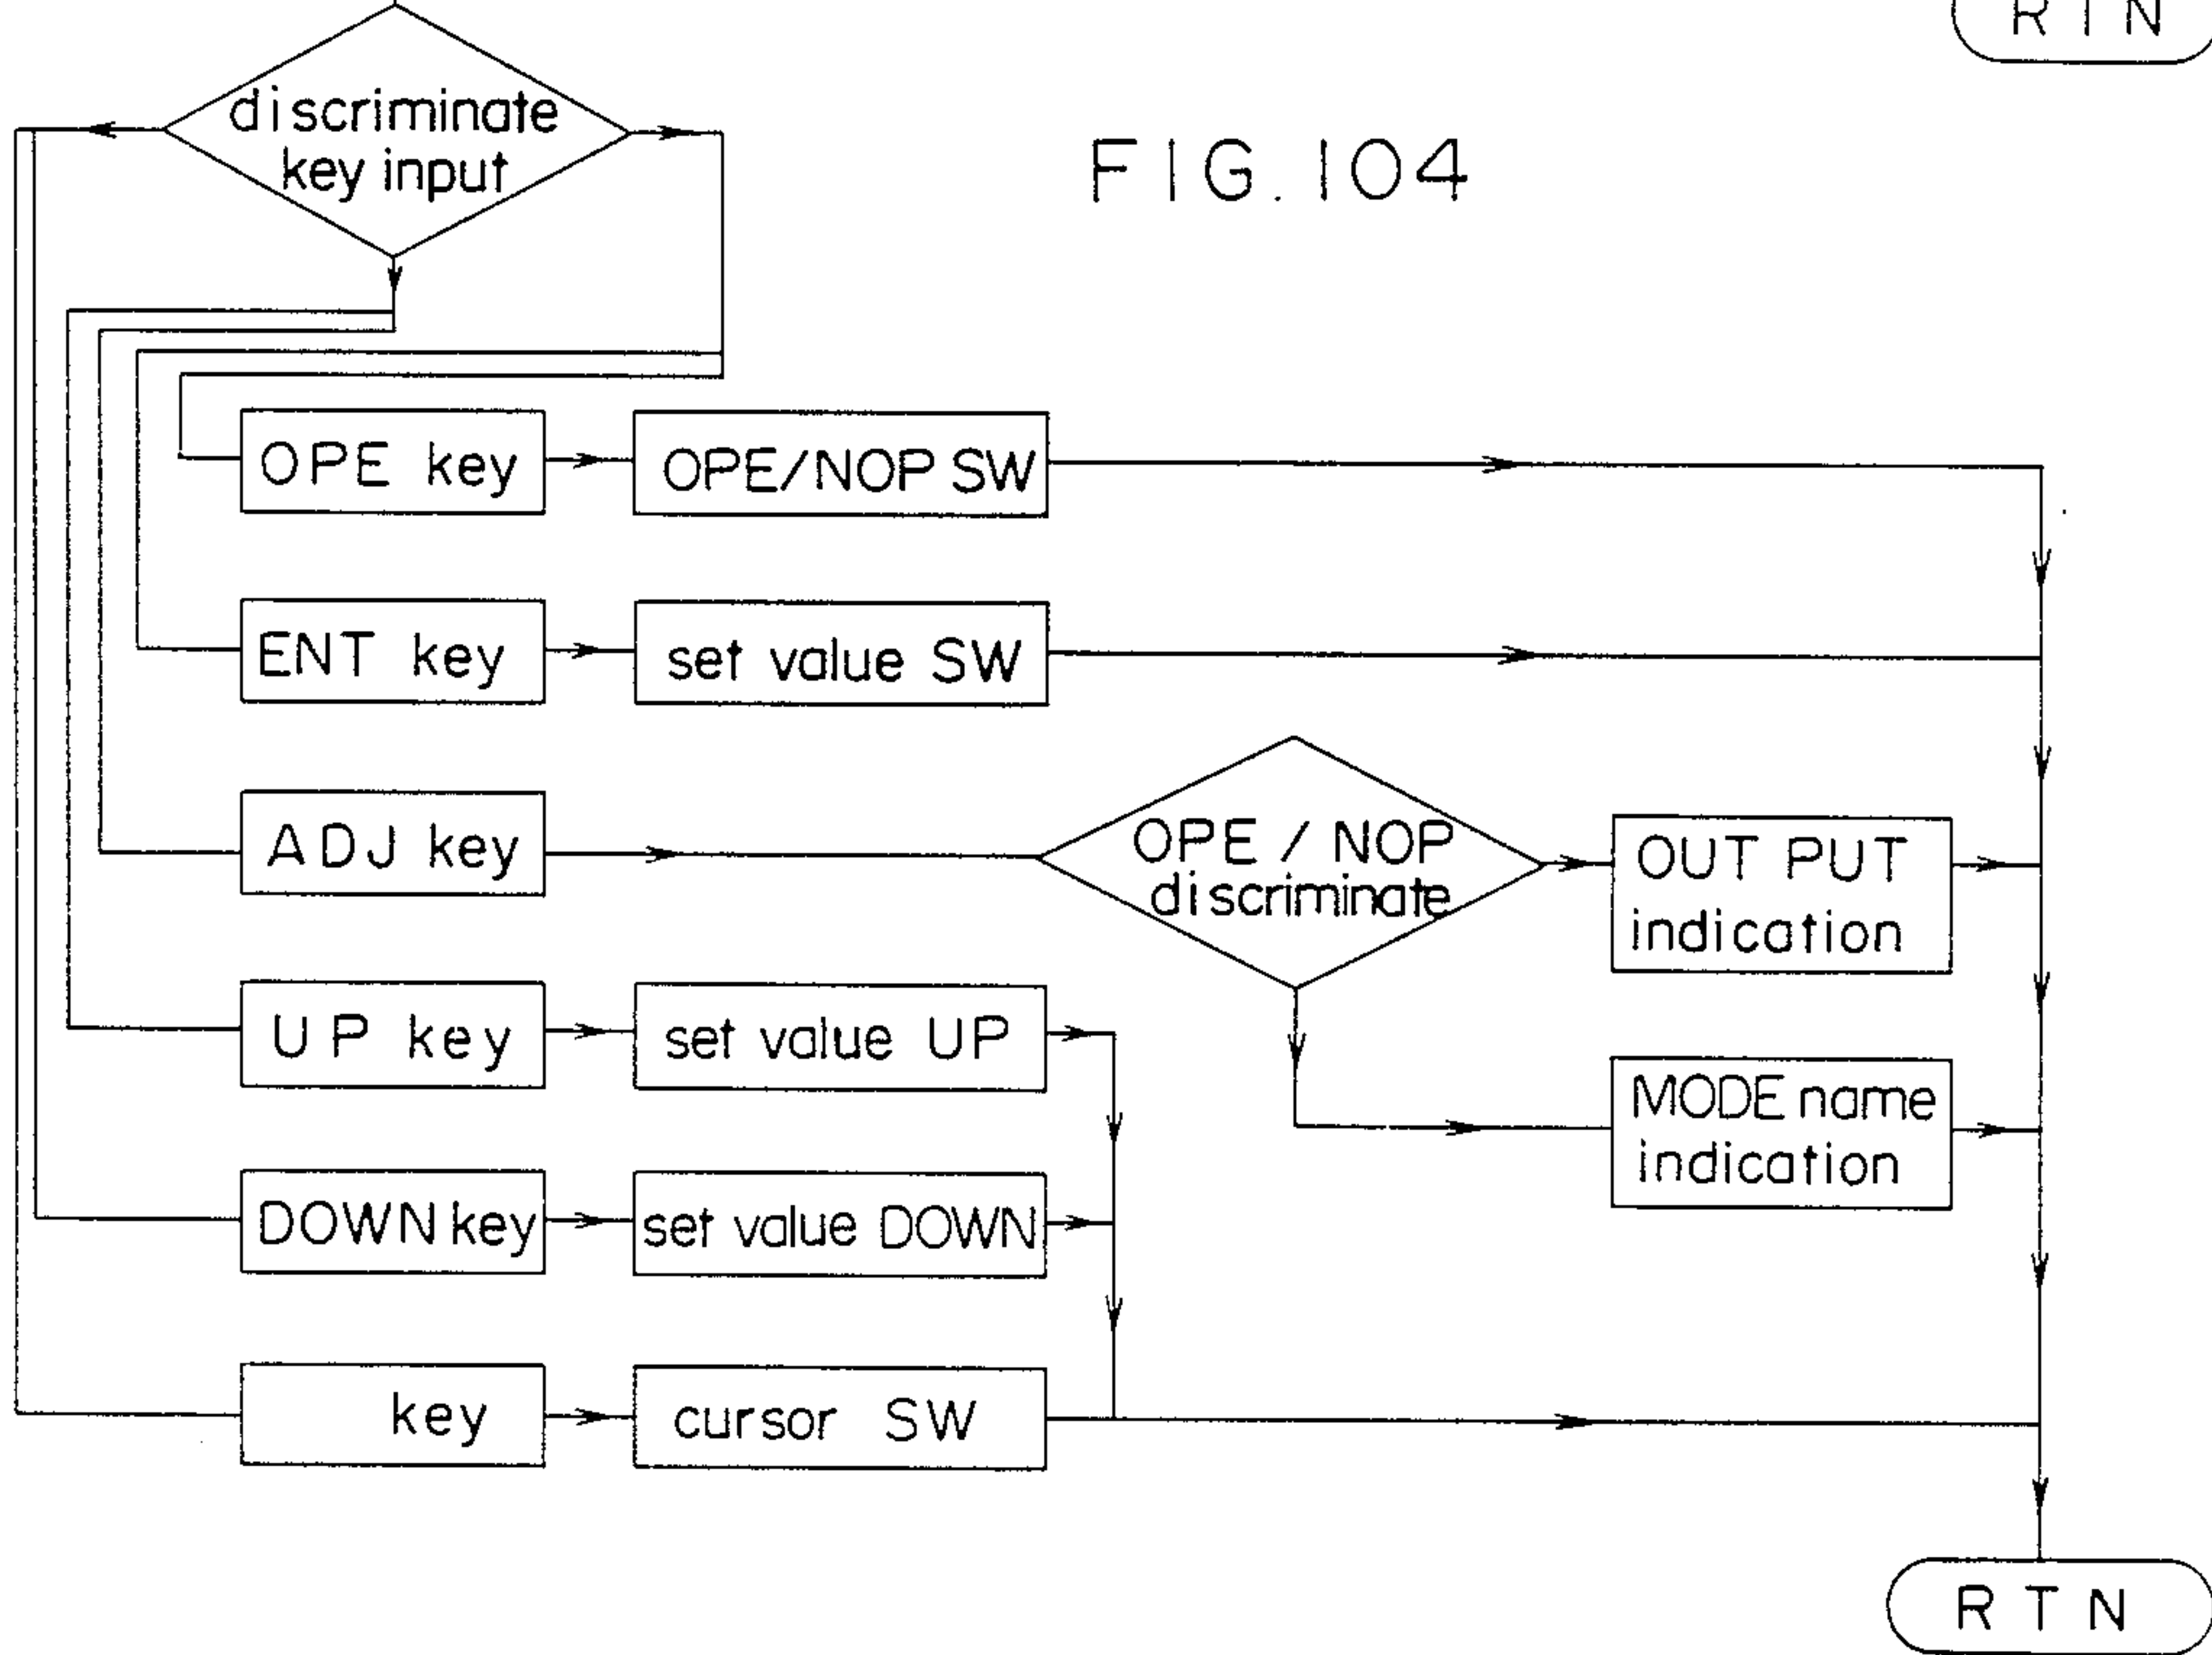 RTN
discriminate
key input
FIG. 104
OPE key
OPE/NOP SW
ENT key
set value SW
ADJ key
OPE / NOP
discriminate
OUT PUT
indication
UP key
set value UP
MODE name
indication
DOWN key
set value DOWN
key
cursor SW
RTN